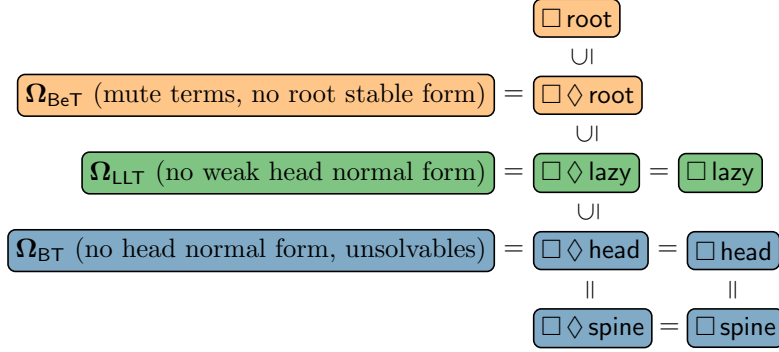 □ root
∪|
Ω_BeT (mute terms, no root stable form) = □ ◇ root
∪|
Ω_LLT (no weak head normal form) = □ ◇ lazy = □ lazy
∪|
Ω_BT (no head normal form, unsolvables) = □ ◇ head = □ head
|| ||
□ ◇ spine = □ spine